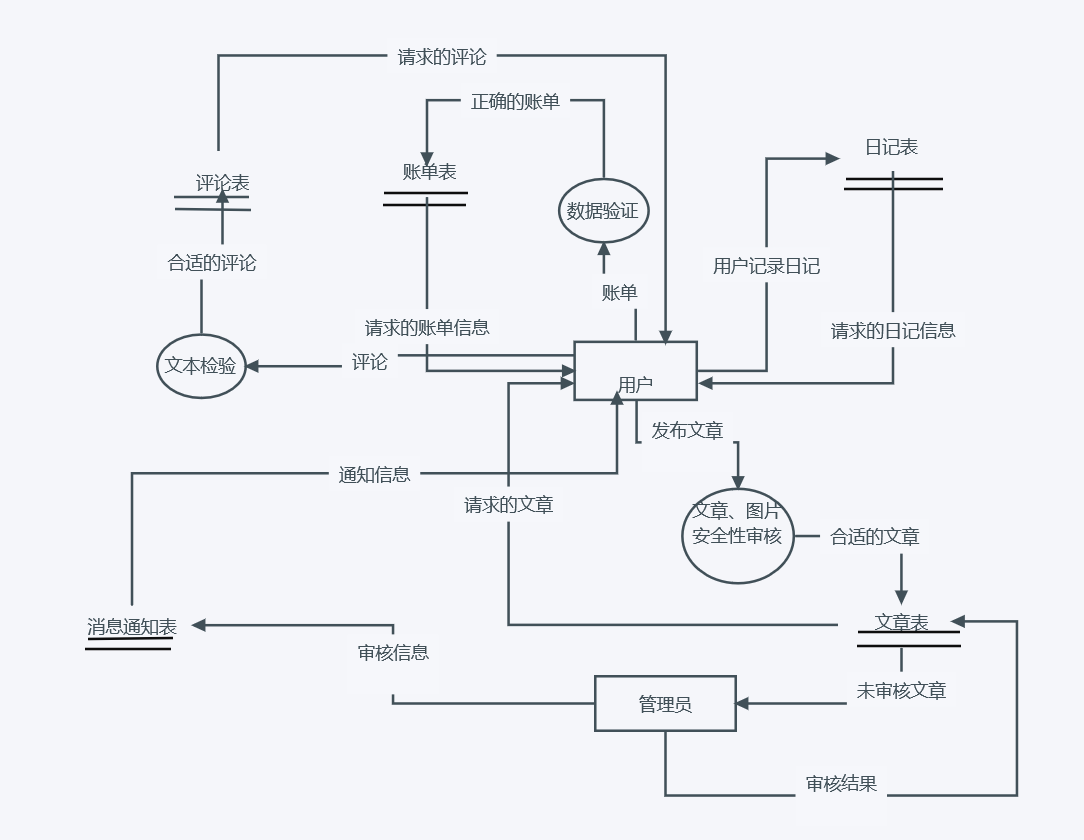 请求的评论
正确的账单
日记表
账单表
评论表
数据验证
合适的评论
用户记录日记
账单
请求的账单信息
请求的日记信息
评论
文本检验
用户
发布文章
通知信息
请求的文章
文章、图片
安全性审核
合适的文章
消息通知表
文章表
审核信息
未审核文章
管理员
审核结果